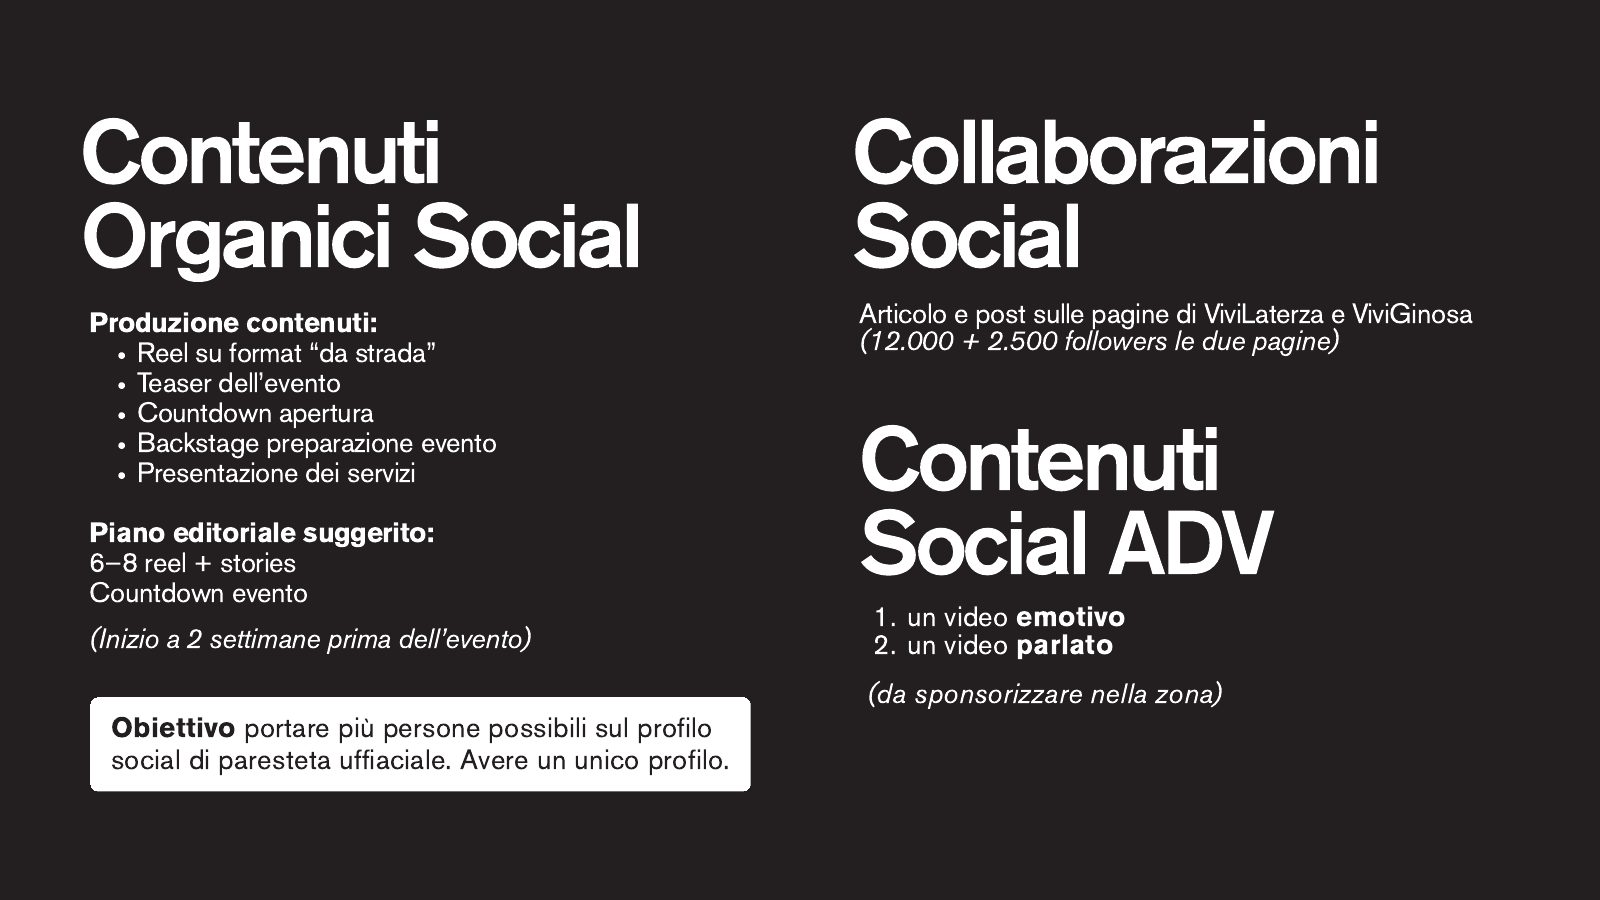 Contenuti
Organici Social
Produzione contenuti:
• Reel su format “da strada”
• Teaser dell’evento
• Countdown apertura
• Backstage preparazione evento
• Presentazione dei servizi
Piano editoriale suggerito:
6–8 reel + stories
Countdown evento
(Inizio a 2 settimane prima dell’evento)
Obiettivo portare più persone possibili sul profilo
social di paresteta uffiaciale. Avere un unico profilo.
Collaborazioni
Social
Articolo e post sulle pagine di ViviLaterza e ViviGinosa
(12.000 + 2.500 followers le due pagine)
Contenuti
Social ADV
1. un video emotivo
2. un video parlato
(da sponsorizzare nella zona)